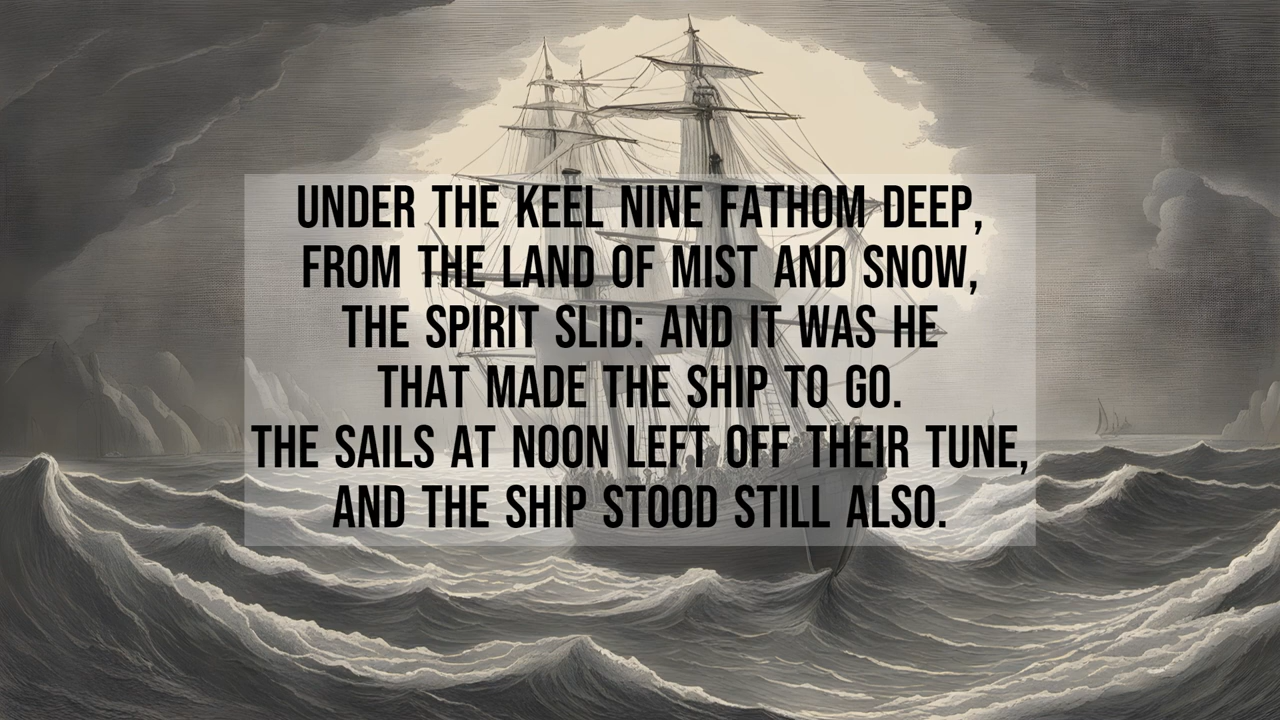 UNDER THE KEEL NINE FATHOM DEEP,
FROM THE LAND OF MIST AND SNOW,
THE SPIRIT SLID: AND IT WAS HE
THAT MADE THE SHIP TO GO.
THE SAILS AT NOON LEFT OFF THEIR TUNE,
AND THE SHIP STOOD STILL ALSO.